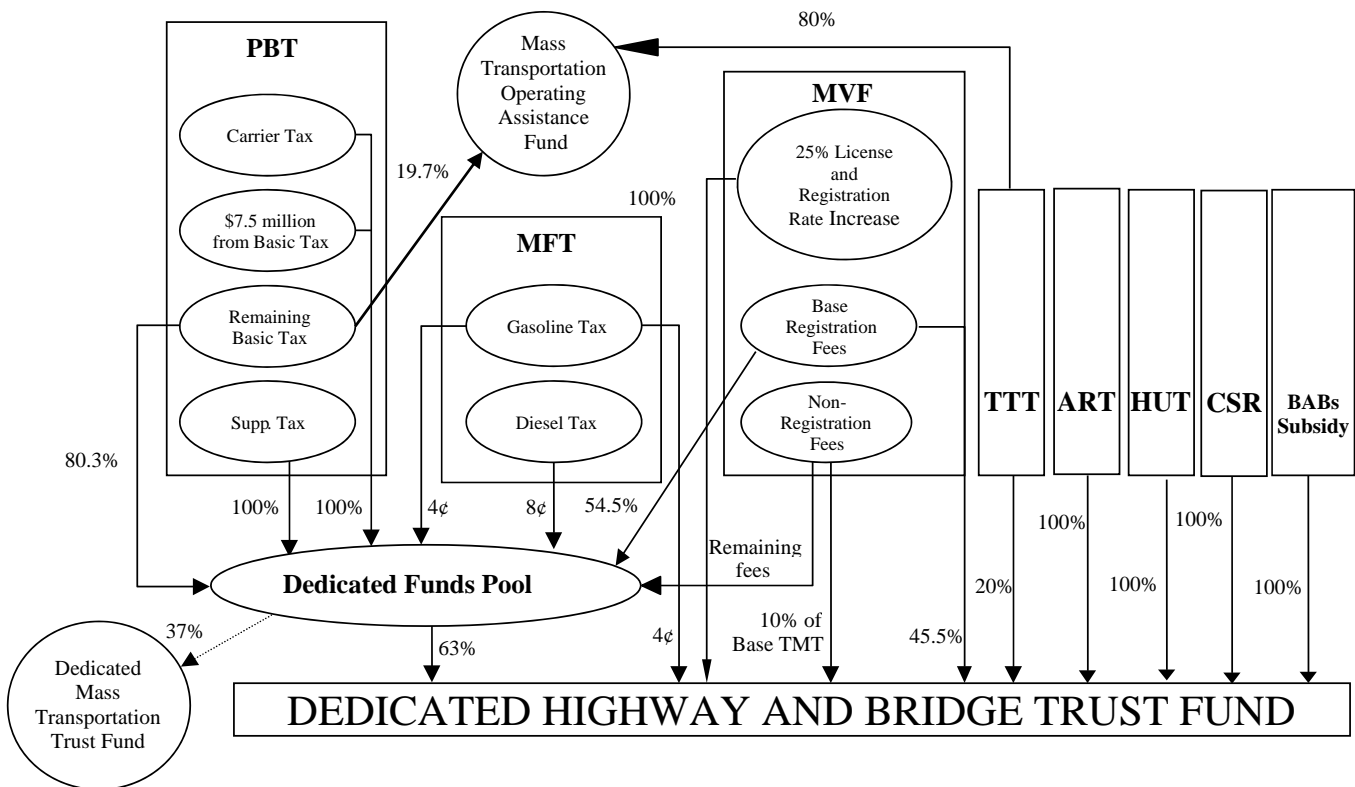 PBT
Carrier Tax
$7.5 million
from Basic Tax
Remaining
Basic Tax
Supp. Tax
80.3%
100%
100%
19.7%
Mass
Transportation
Operating
Assistance
Fund
80%
MFT
Gasoline Tax
Diesel Tax
4¢
8¢
100%
MVF
25% License
and
Registration
Rate Increase
Base
Registration
Fees
Non-
Registration
Fees
54.5%
Remaining
fees
TTT
ART
HUT
CSR
BABs
Subsidy
Dedicated Funds Pool
37%
63%
4¢
10% of
Base TMT
45.5%
20%
100%
100%
100%
100%
Dedicated
Mass
Transportation
Trust Fund
DEDICATED HIGHWAY AND BRIDGE TRUST FUND